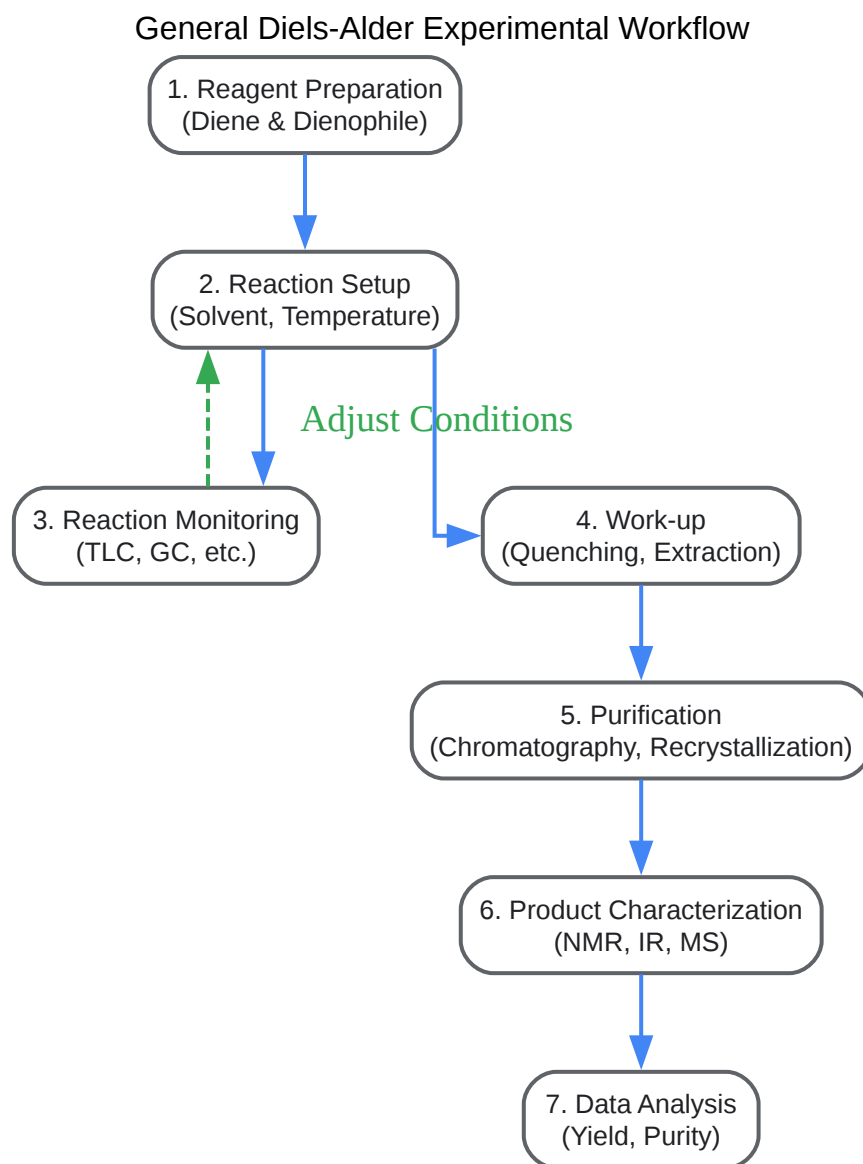 General Diels-Alder Experimental Workflow
1. Reagent Preparation
(Diene & Dienophile)
2. Reaction Setup
(Solvent, Temperature)
Adjust Conditions
3. Reaction Monitoring
(TLC, GC, etc.)
4. Work-up
(Quenching, Extraction)
5. Purification
(Chromatography, Recrystallization)
6. Product Characterization
(NMR, IR, MS)
7. Data Analysis
(Yield, Purity)